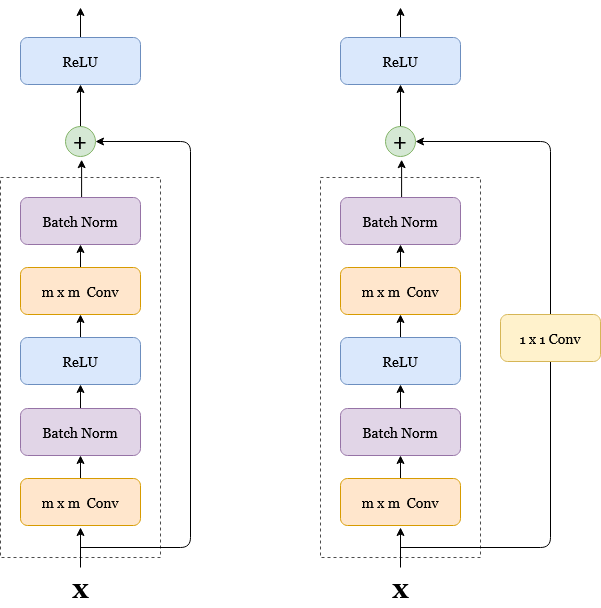 ReLU
+
Batch Norm
m x m Conv
ReLU
Batch Norm
m x m Conv
x
ReLU
+
Batch Norm
m x m Conv
ReLU
Batch Norm
m x m Conv
1 x 1 Conv
x